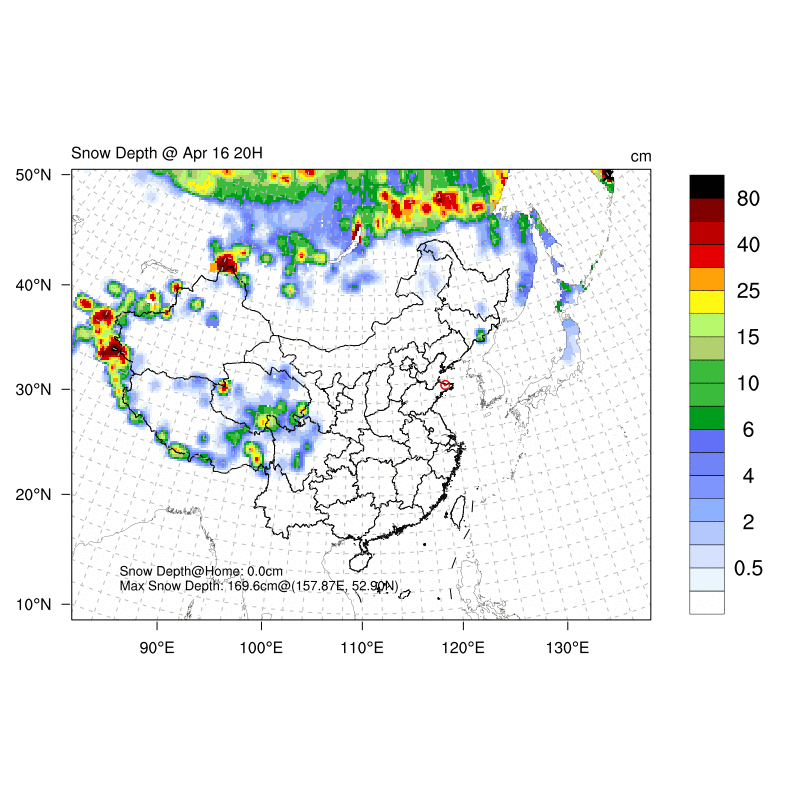 Snow Depth @ Apr 16 20H
cm
50°N
40°N
30°N
20°N
10°N
90°E
100°E
110°E
120°E
130°E
80
40
25
15
10
6
4
2
0.5
Snow Depth@Home: 0.0cm
Max Snow Depth: 169.6cm@(157.87E, 52.90N)